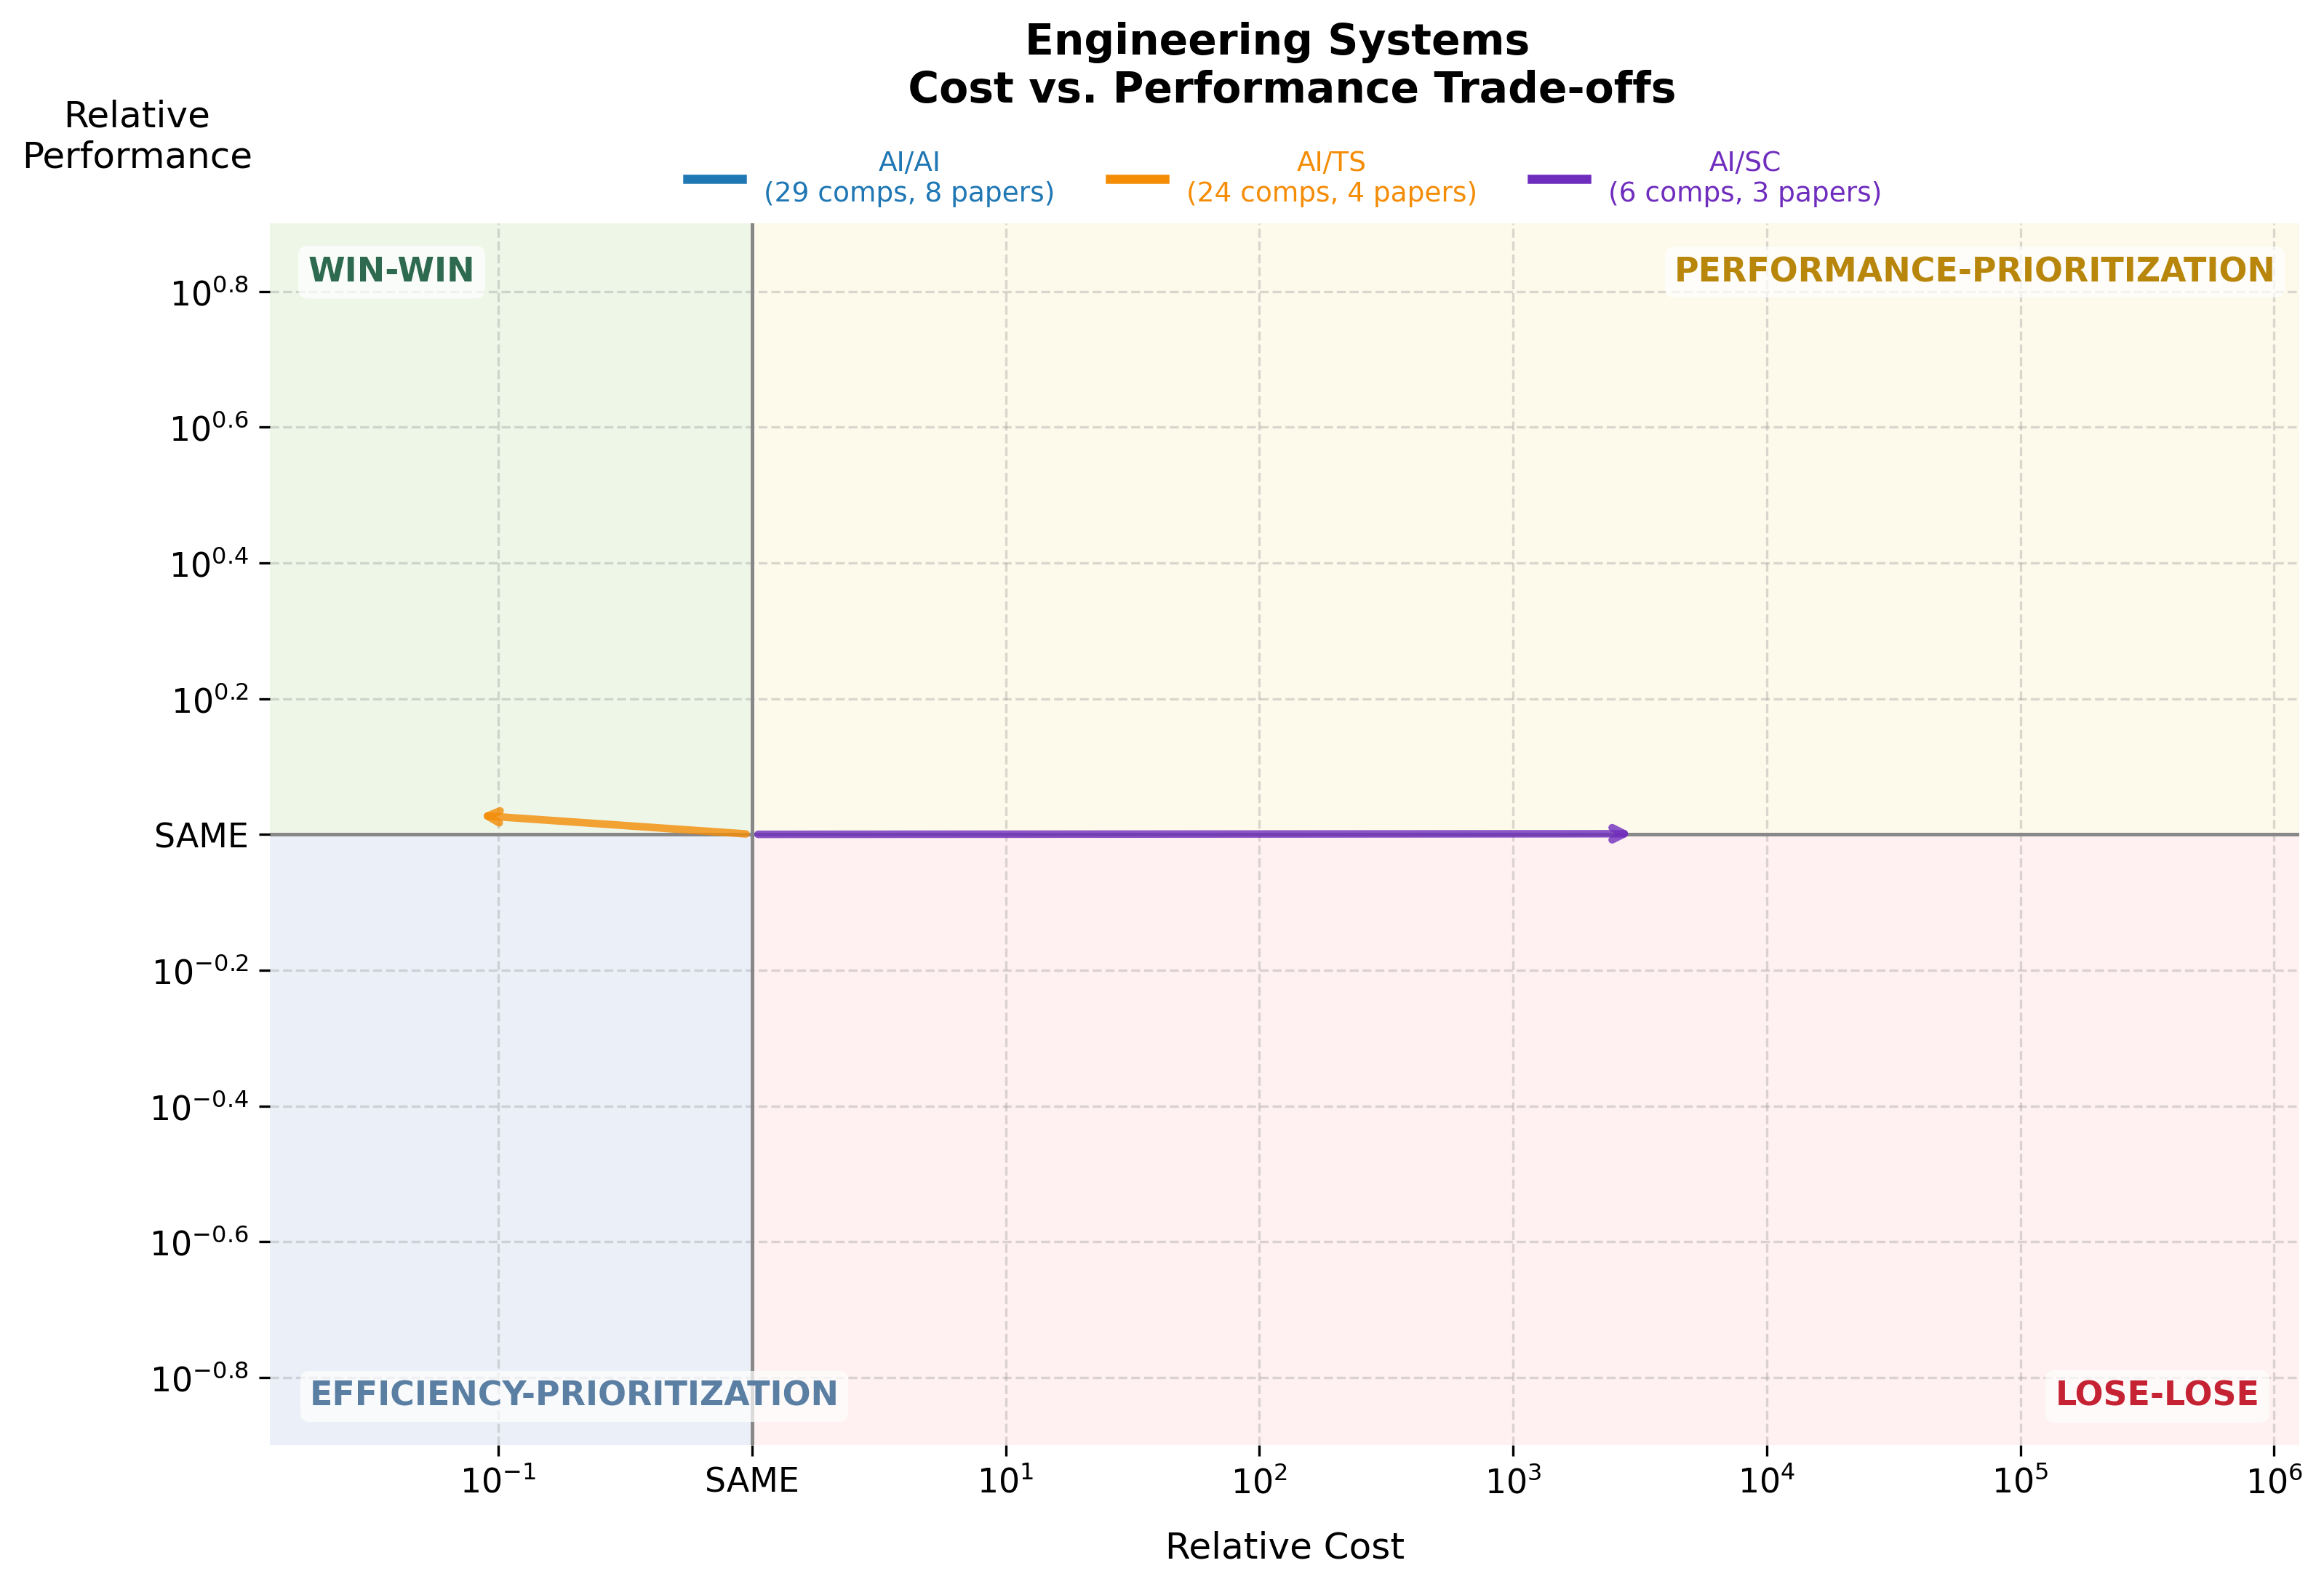 Engineering Systems
Cost vs. Performance Trade-offs
Relative
Performance
AI/AI
(29 comps, 8 papers)
AI/TS
(24 comps, 4 papers)
AI/SC
(6 comps, 3 papers)
WIN-WIN
PERFORMANCE-PRIORITIZATION
10^0.8
10^0.6
10^0.4
10^0.2
SAME
10^−0.2
10^−0.4
10^−0.6
10^−0.8
EFFICIENCY-PRIORITIZATION
LOSE-LOSE
10^−1
SAME
10^1
10^2
10^3
10^4
10^5
10^6
Relative Cost